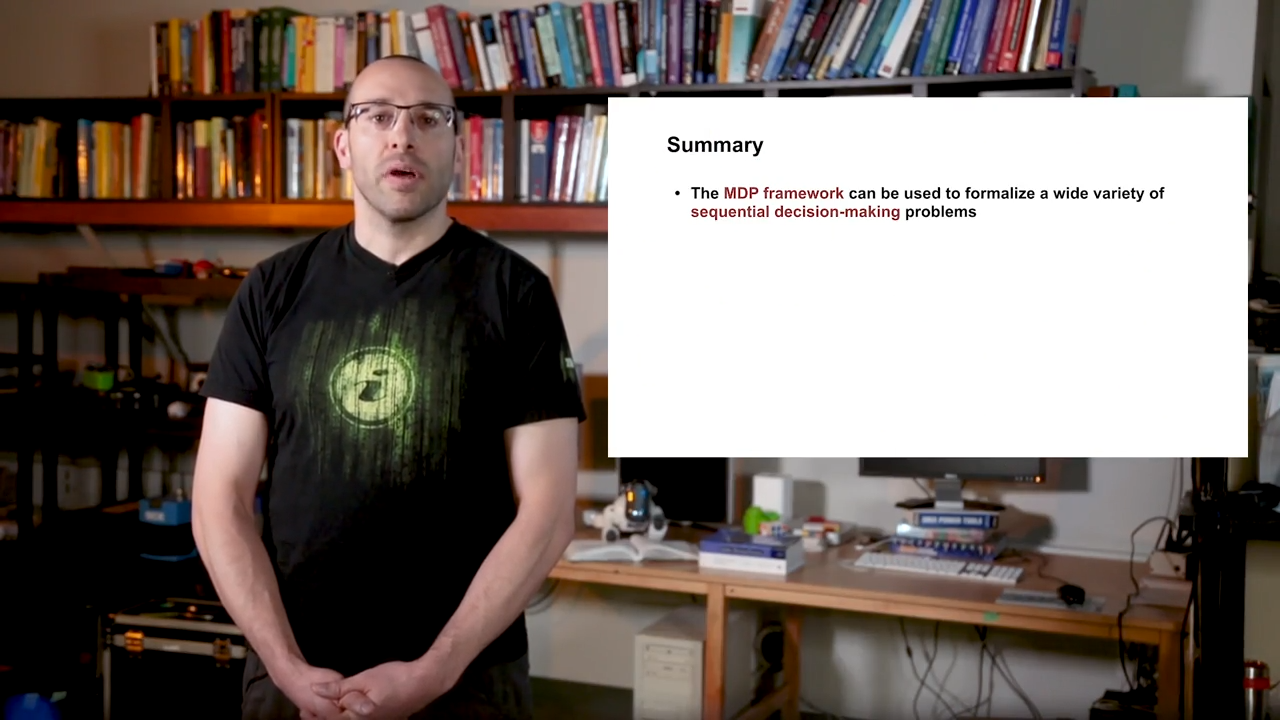 Summary
• The MDP framework can be used to formalize a wide variety of
sequential decision-making problems